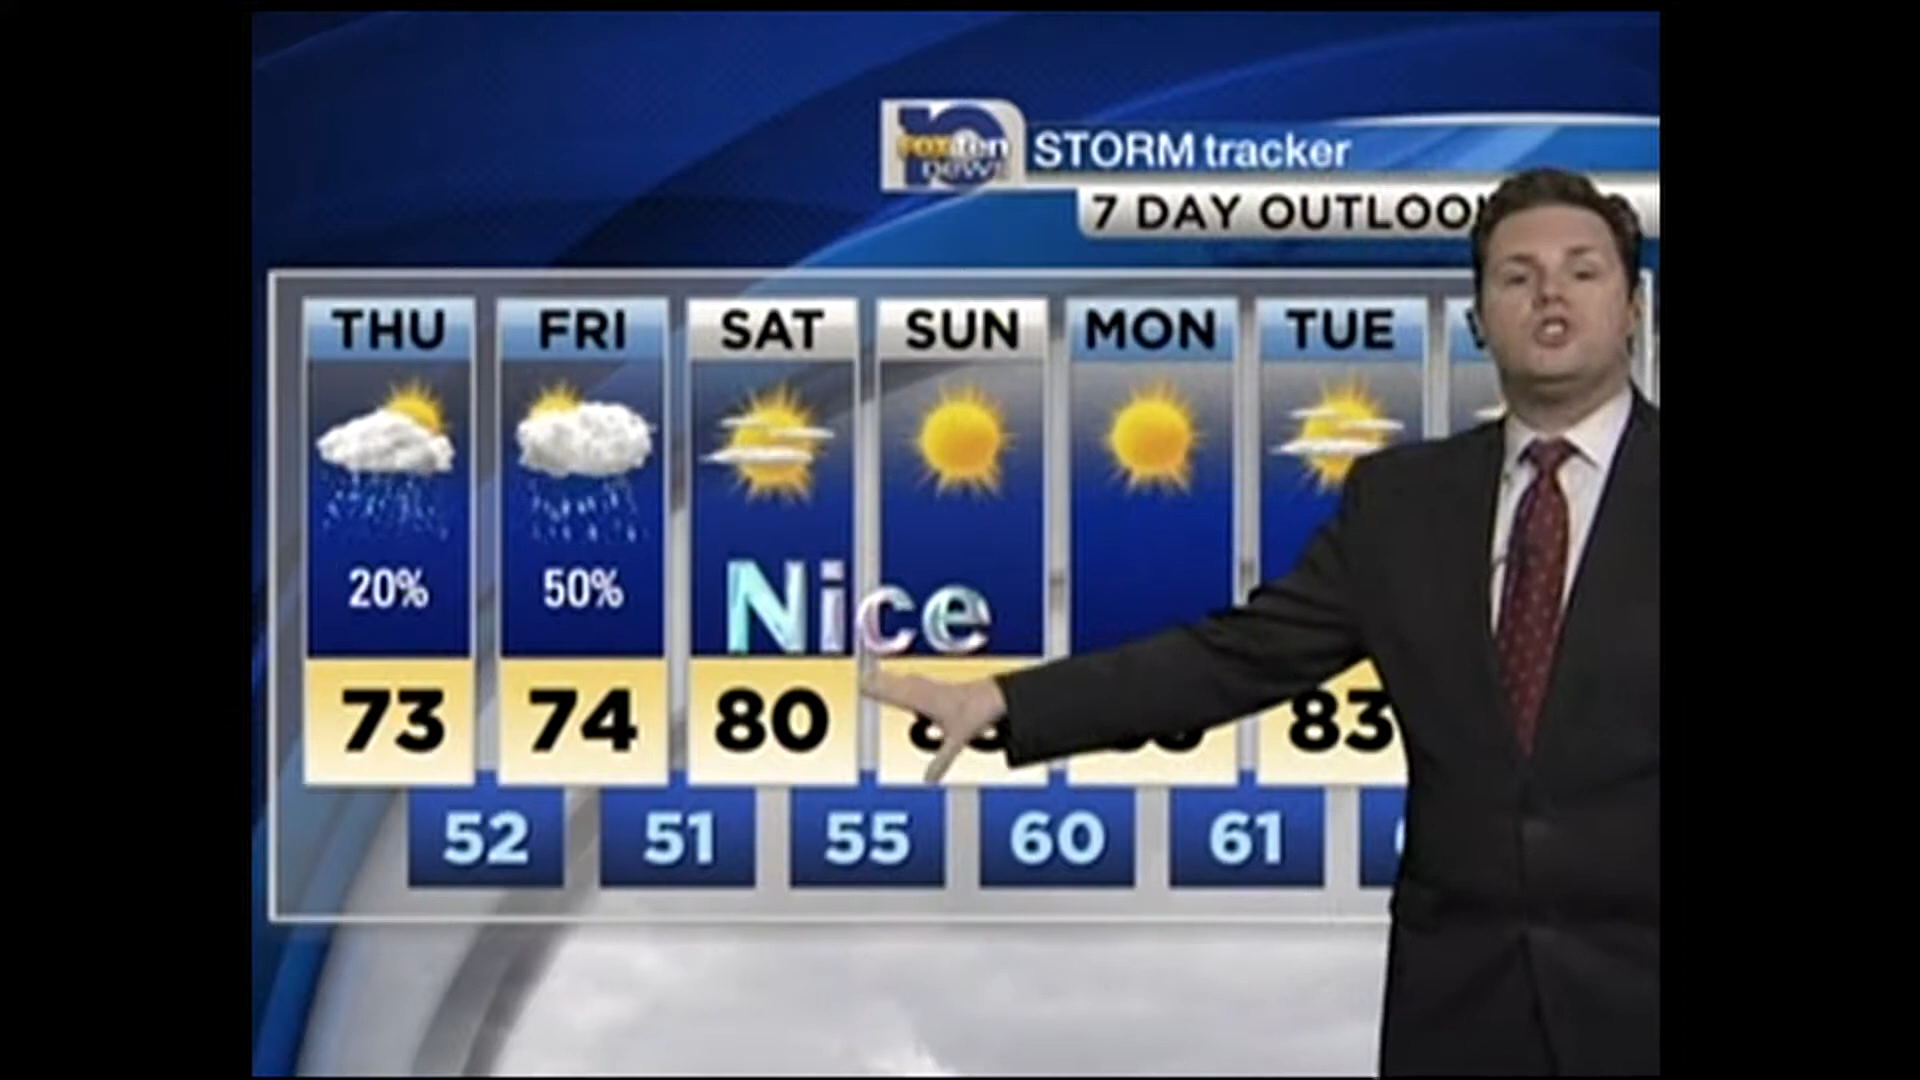 10
fox ten
news
STORM tracker
7 DAY OUTLOO
THU FRI SAT SUN MON TUE
20% 50%
Nice
73 74 80 83
52 51 55 60 61